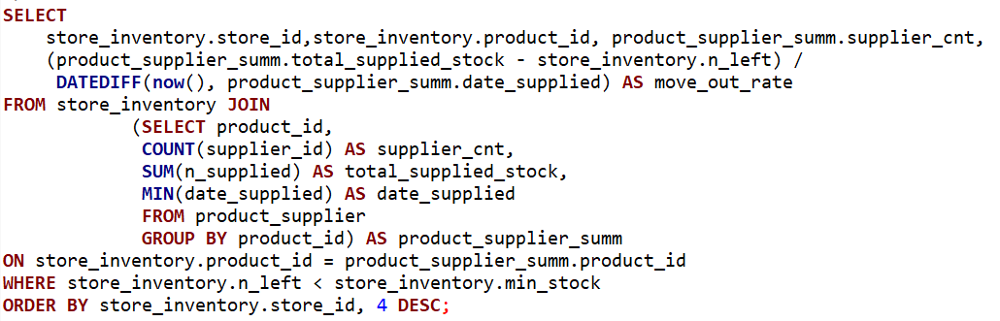 SELECT
    store_inventory.store_id,store_inventory.product_id, product_supplier_summ.supplier_cnt,
    (product_supplier_summ.total_supplied_stock - store_inventory.n_left) /
     DATEDIFF(now(), product_supplier_summ.date_supplied) AS move_out_rate
FROM store_inventory JOIN
            (SELECT product_id,
             COUNT(supplier_id) AS supplier_cnt,
             SUM(n_supplied) AS total_supplied_stock,
             MIN(date_supplied) AS date_supplied
             FROM product_supplier
             GROUP BY product_id) AS product_supplier_summ
ON store_inventory.product_id = product_supplier_summ.product_id
WHERE store_inventory.n_left < store_inventory.min_stock
ORDER BY store_inventory.store_id, 4 DESC;